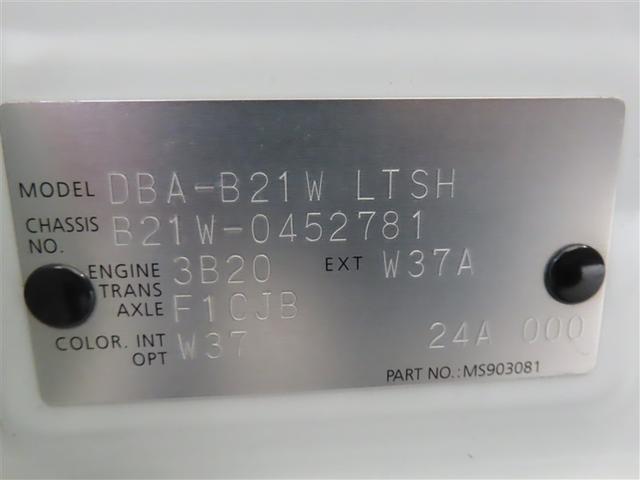 MODEL DBA-B21W LTSH
CHASSIS NO. B21W-0452781
ENGINE 3B20 EXT W37A
TRANS AXLE F1CJB
COLOR. INT OPT W37 24A 000
PART NO.:MS903081